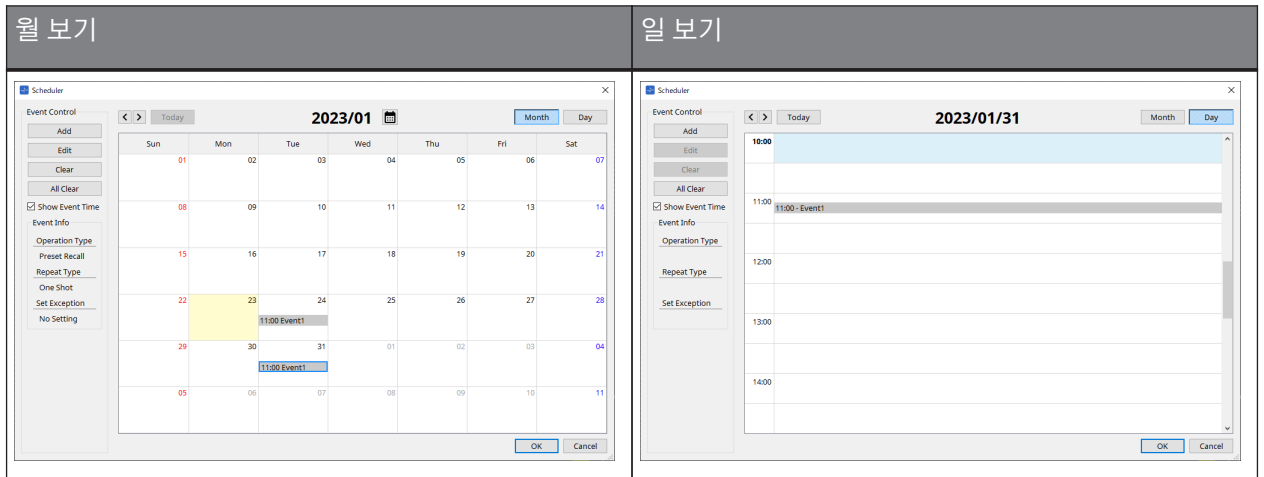 월 보기
일 보기
Scheduler
Event Control
Add
Edit
Clear
All Clear
Show Event Time
Event Info
Operation Type
Preset Recall
Repeat Type
One Shot
Set Exception
No Setting
< > Today 2023/01 Month Day
Sun Mon Tue Wed Thu Fri Sat
01 02 03 04 05 06 07
08 09 10 11 12 13 14
15 16 17 18 19 20 21
22 23 24 25 26 27 28
11:00 Event1
29 30 31 01 02 03 04
11:00 Event1
05 06 07 08 09 10 11
OK Cancel
Scheduler
Event Control
Add
Edit
Clear
All Clear
Show Event Time
Event Info
Operation Type
Repeat Type
Set Exception
< > Today 2023/01/31 Month Day
10:00
11:00
11:00 - Event1
12:00
13:00
14:00
OK Cancel